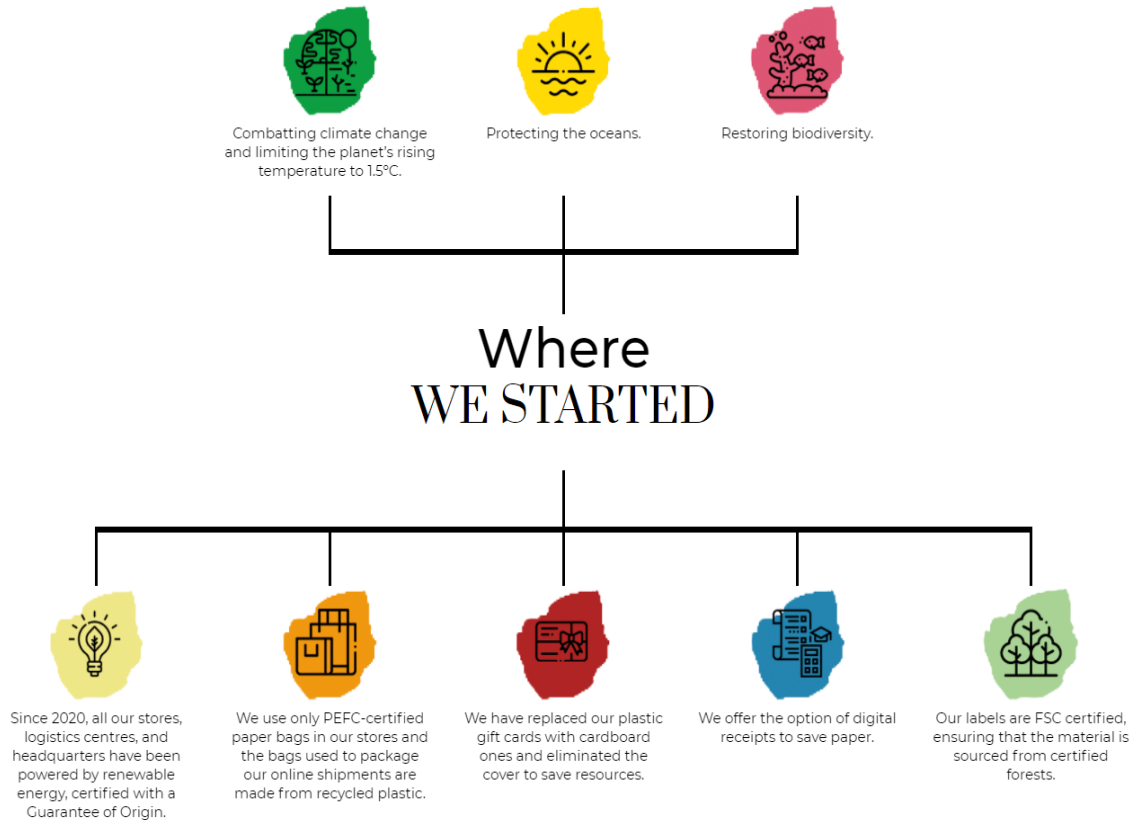 Combatting climate change
and limiting the planet's rising
temperature to 1.5ºC.
Protecting the oceans.
Restoring biodiversity.
Where
WE STARTED
Since 2020, all our stores,
logistics centres, and
headquarters have been
powered by renewable
energy, certified with a
Guarantee of Origin.
We use only PEFC-certified
paper bags in our stores and
the bags used to package
our online shipments are
made from recycled plastic.
We have replaced our plastic
gift cards with cardboard
ones and eliminated the
cover to save resources.
We offer the option of digital
receipts to save paper.
Our labels are FSC certified,
ensuring that the material is
sourced from certified
forests.